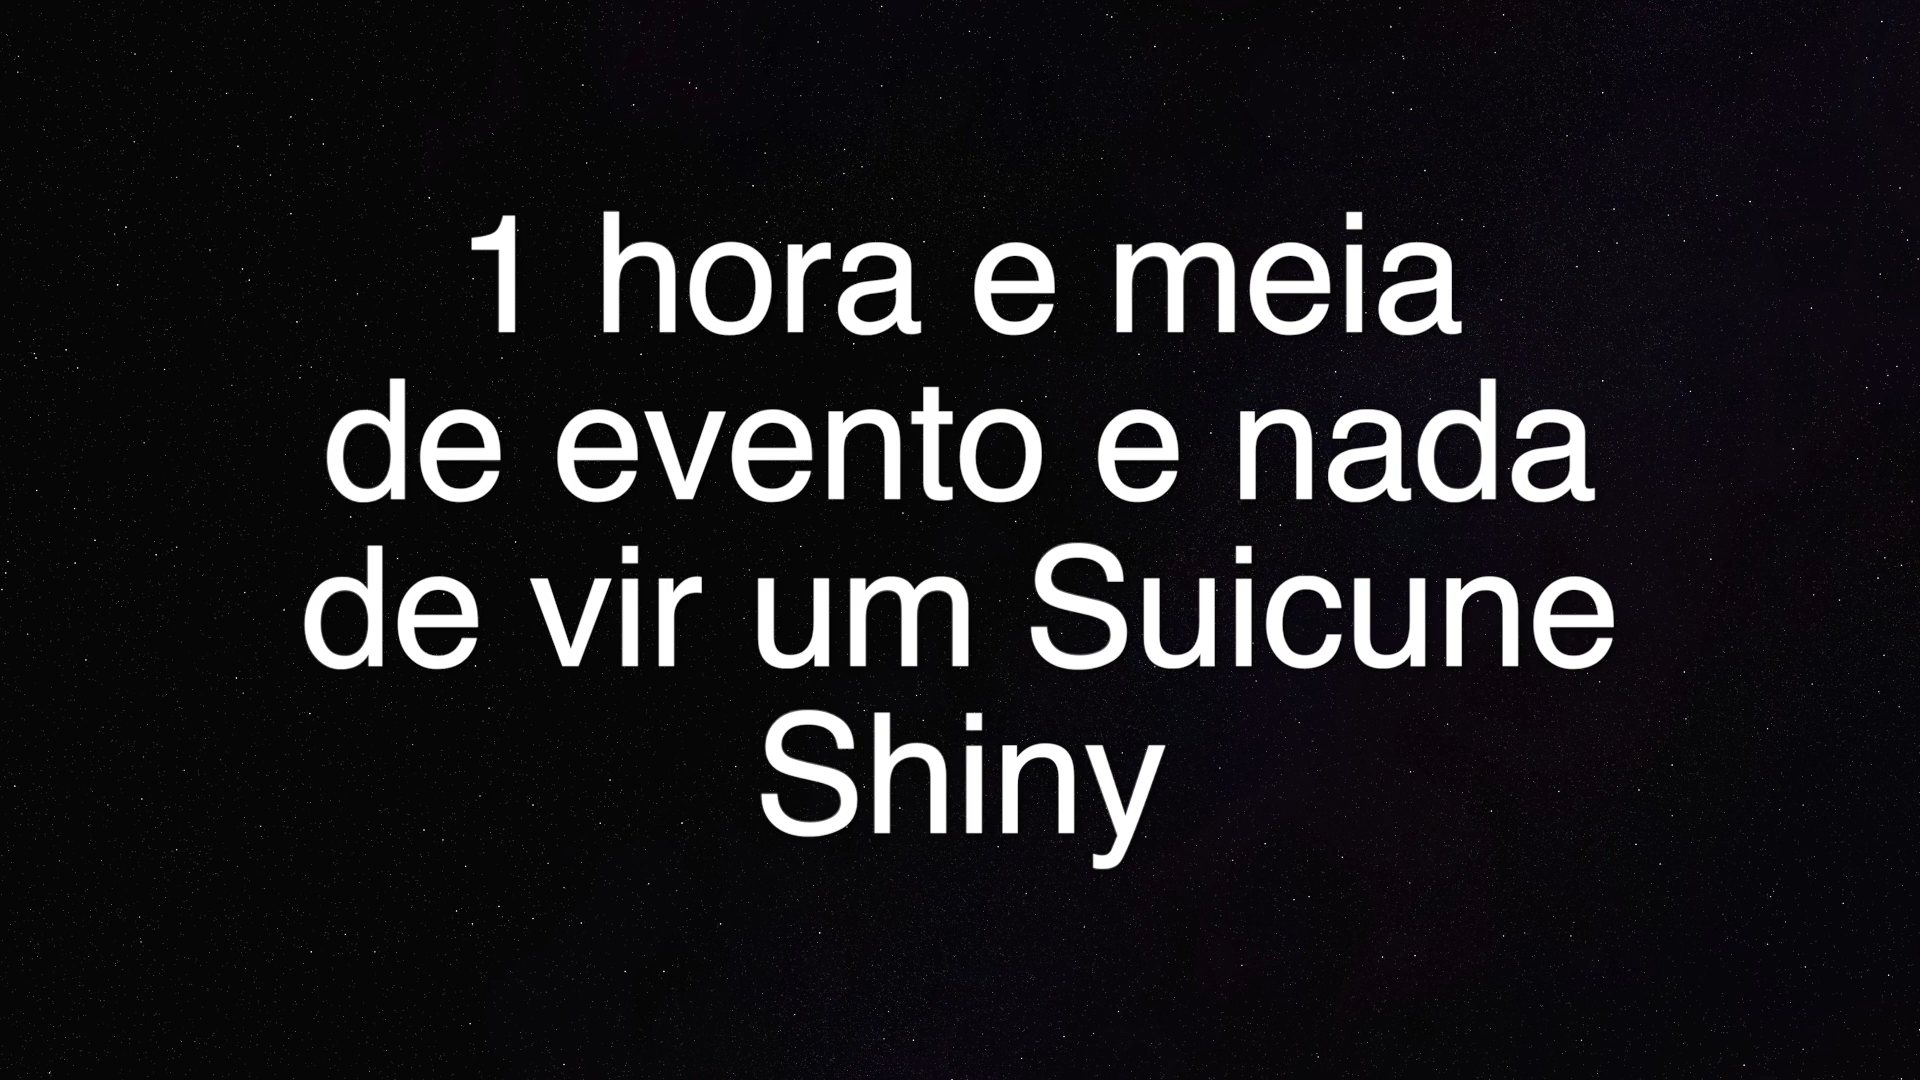 1 hora e meia
de evento e nada
de vir um Suicune
Shiny